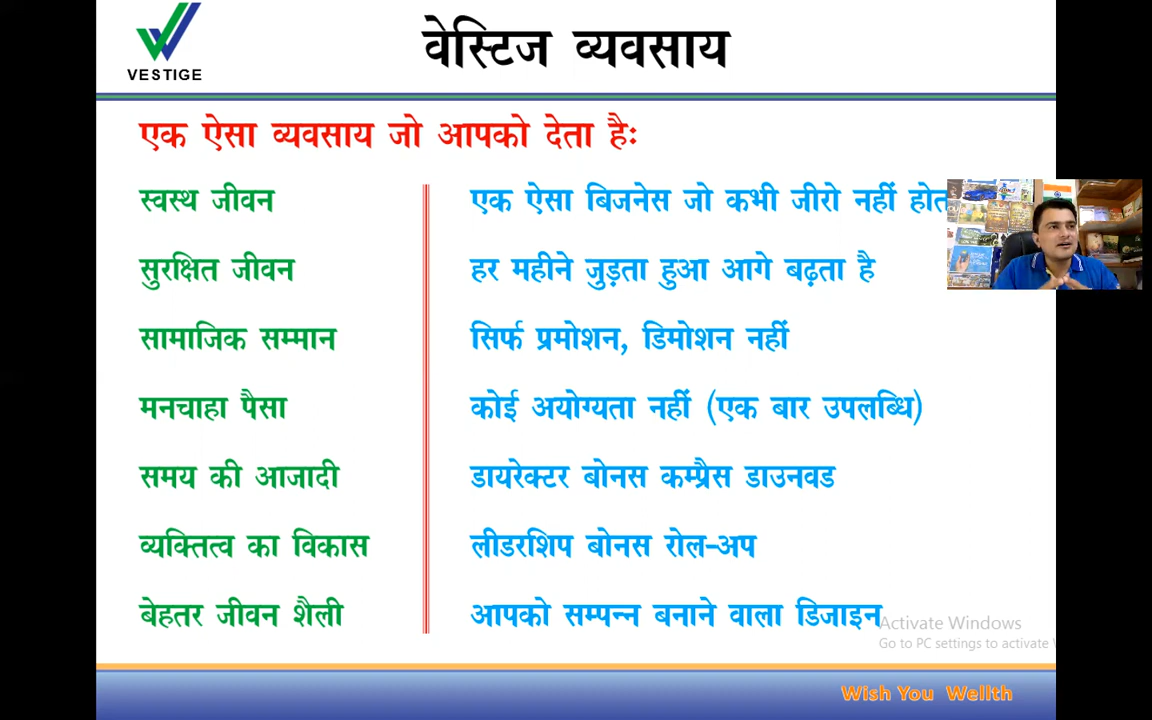 VESTIGE
वेस्टिज व्यवसाय
एक ऐसा व्यवसाय जो आपको देता है:
स्वस्थ जीवन
सुरक्षित जीवन
सामाजिक सम्मान
मनचाहा पैसा
समय की आजादी
व्यक्तित्व का विकास
बेहतर जीवन शैली
एक ऐसा बिजनेस जो कभी जीरो नहीं होत
हर महीने जुड़ता हुआ आगे बढ़ता है
सिर्फ प्रमोशन, डिमोशन नहीं
कोई अयोग्यता नहीं (एक बार उपलब्धि)
डायरेक्टर बोनस कम्प्रैस डाउनवड
लीडरशिप बोनस रोल-अप
आपको सम्पन्न बनाने वाला डिजाइन
Activate Windows
Go to PC settings to activate
Wish You Wellth